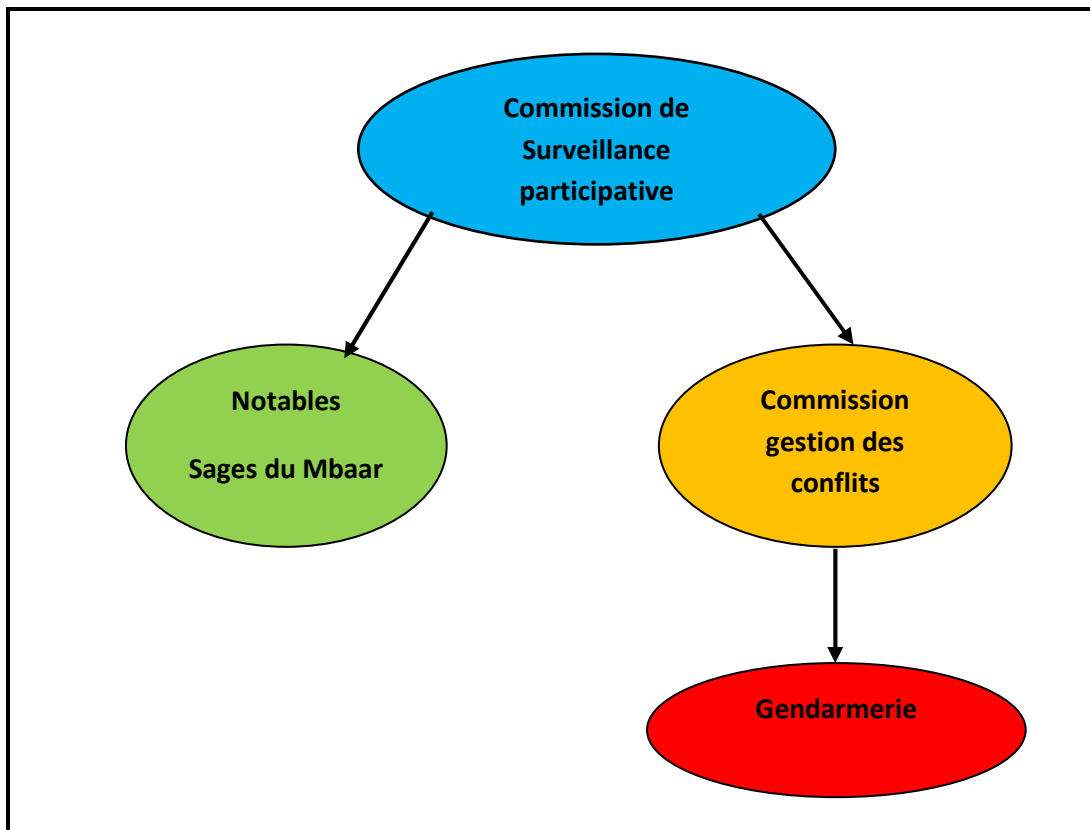 Commission de
Surveillance
participative
Notables
Sages du Mbaar
Commission
gestion des
conflits
Gendarmerie